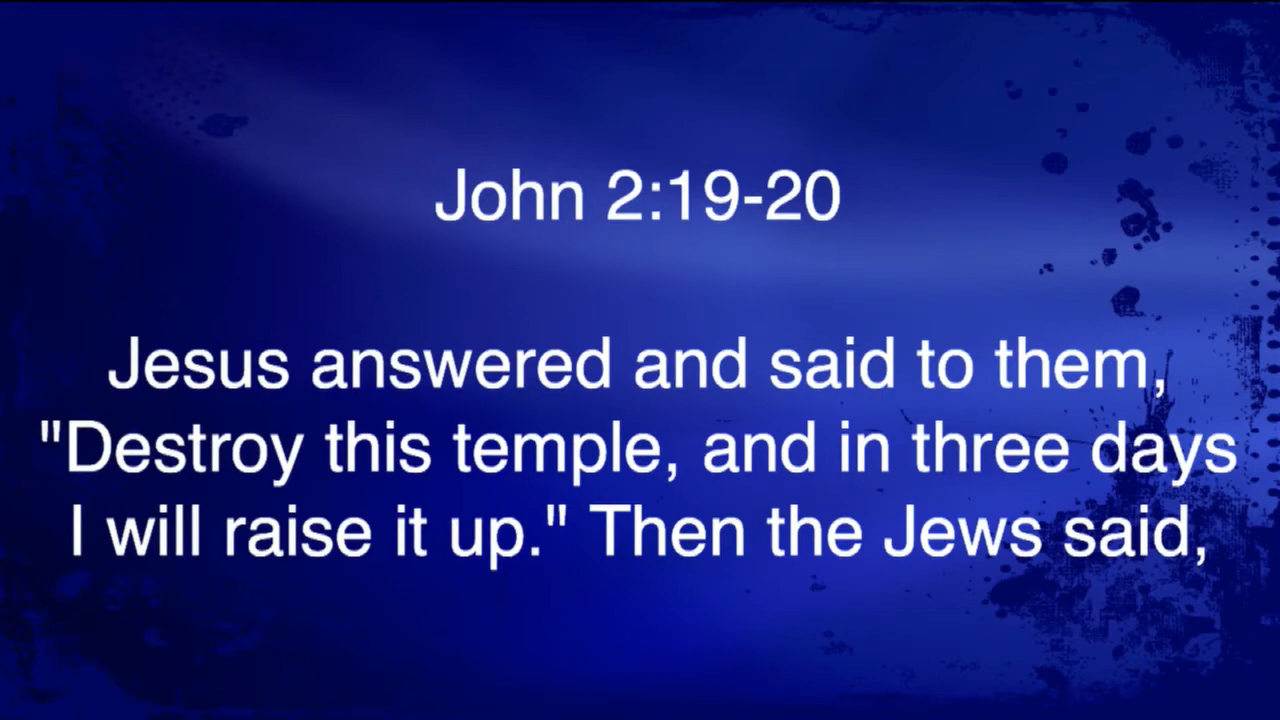 John 2:19-20
Jesus answered and said to them,
"Destroy this temple, and in three days
I will raise it up." Then the Jews said,